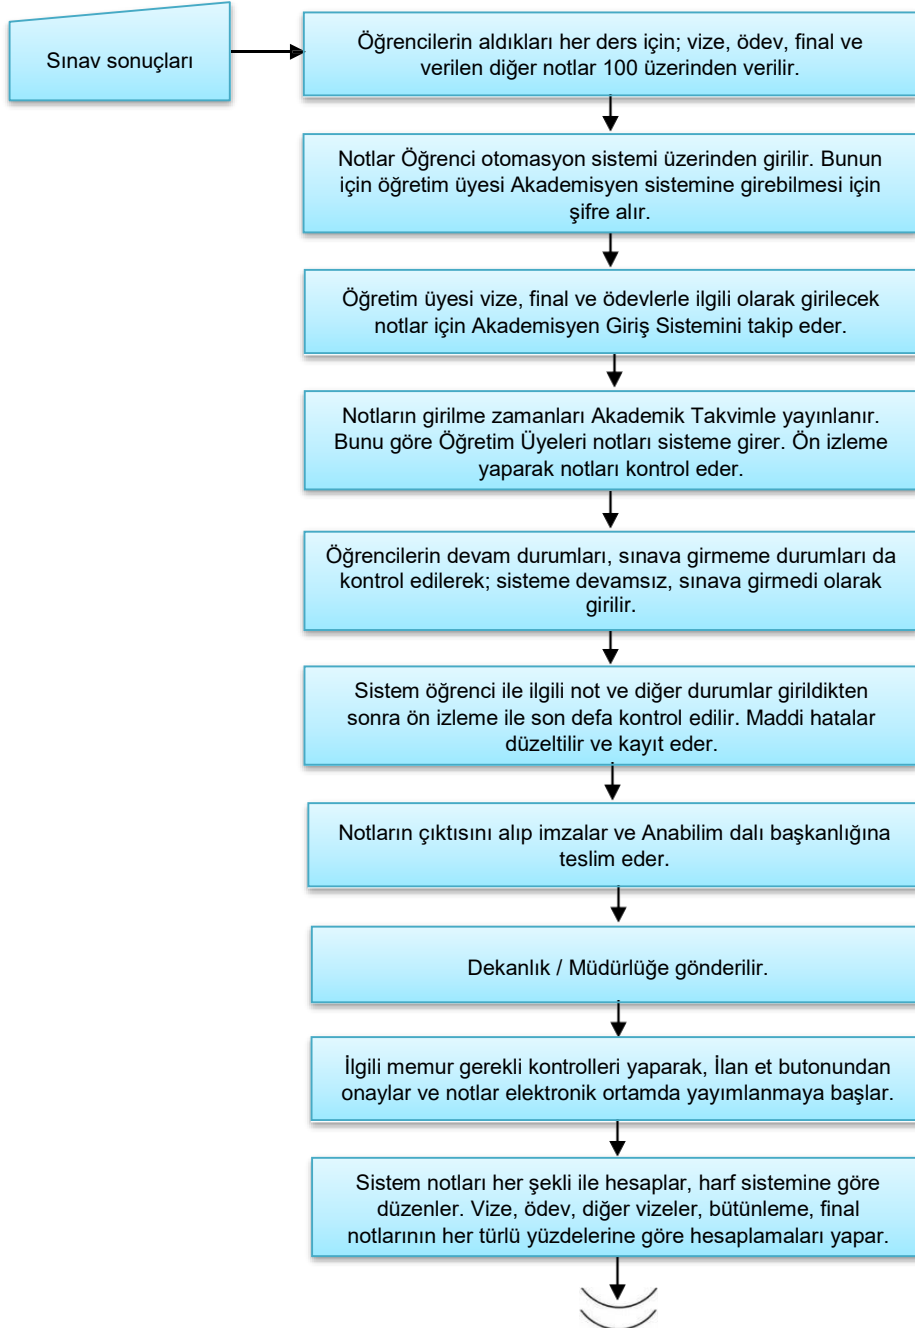 Sınav sonuçları
Öğrencilerin aldıkları her ders için; vize, ödev, final ve
verilen diğer notlar 100 üzerinden verilir.
Notlar Öğrenci otomasyon sistemi üzerinden girilir. Bunun
için öğretim üyesi Akademisyen sistemine girebilmesi için
şifre alır.
Öğretim üyesi vize, final ve ödevlerle ilgili olarak girilecek
notlar için Akademisyen Giriş Sistemini takip eder.
Notların girilme zamanları Akademik Takvimle yayınlanır.
Bunu göre Öğretim Üyeleri notları sisteme girer. Ön izleme
yaparak notları kontrol eder.
Öğrencilerin devam durumları, sınava girmeme durumları da
kontrol edilerek; sisteme devamsız, sınava girmedi olarak
girilir.
Sistem öğrenci ile ilgili not ve diğer durumlar girildikten
sonra ön izleme ile son defa kontrol edilir. Maddi hatalar
düzeltilir ve kayıt eder.
Notların çıktısını alıp imzalar ve Anabilim dalı başkanlığına
teslim eder.
Dekanlık / Müdürlüğe gönderilir.
İlgili memur gerekli kontrolleri yaparak, İlan et butonundan
onaylar ve notlar elektronik ortamda yayımlanmaya başlar.
Sistem notları her şekli ile hesaplar, harf sistemine göre
düzenler. Vize, ödev, diğer vizeler, bütünleme, final
notlarının her türlü yüzdelerine göre hesaplamaları yapar.